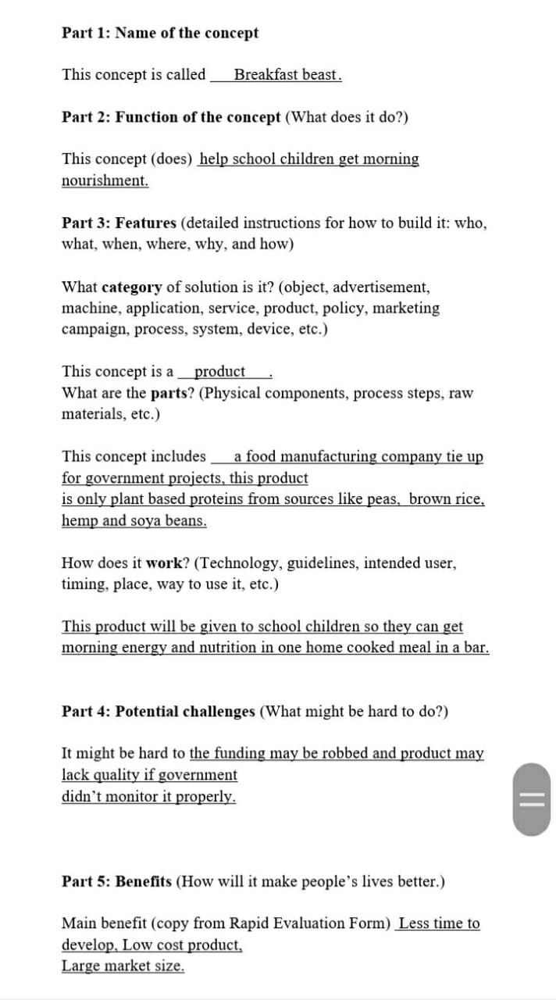 Part 1: Name of the concept
This concept is called Breakfast beast.
Part 2: Function of the concept (What does it do?)
This concept (does) help school children get morning
nourishment.
Part 3: Features (detailed instructions for how to build it: who,
what, when, where, why, and how)
What category of solution is it? (object, advertisement,
machine, application, service, product, policy, marketing
campaign, process, system, device, etc.)
This concept is a product .
What are the parts? (Physical components, process steps, raw
materials, etc.)
This concept includes a food manufacturing company tie up
for government projects, this product
is only plant based proteins from sources like peas, brown rice,
hemp and soya beans.
How does it work? (Technology, guidelines, intended user,
timing, place, way to use it, etc.)
This product will be given to school children so they can get
morning energy and nutrition in one home cooked meal in a bar.
Part 4: Potential challenges (What might be hard to do?)
It might be hard to the funding may be robbed and product may
lack quality if government
didn’t monitor it properly.
Part 5: Benefits (How will it make people’s lives better.)
Main benefit (copy from Rapid Evaluation Form) Less time to
develop, Low cost product,
Large market size.